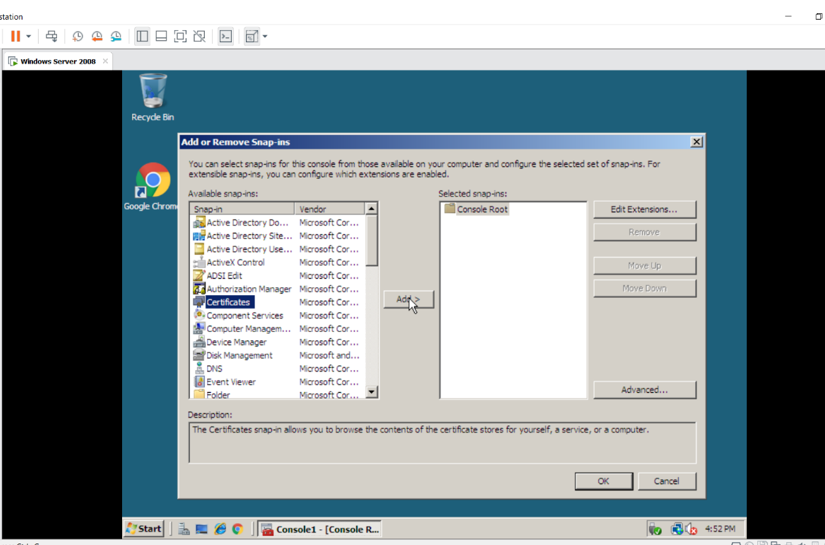 station
Windows Server 2008
Recycle Bin
Google Chrom
Add or Remove Snap-ins
You can select snap-ins for this console from those available on your computer and configure the selected set of snap-ins. For
extensible snap-ins, you can configure which extensions are enabled.
Available snap-ins:
Snap-in Vendor
Active Directory Do... Microsoft Cor...
Active Directory Site... Microsoft Cor...
Active Directory Use... Microsoft Cor...
ActiveX Control Microsoft Cor...
ADSI Edit Microsoft Cor...
Authorization Manager Microsoft Cor...
Certificates Microsoft Cor...
Component Services Microsoft Cor...
Computer Managem... Microsoft Cor...
Device Manager Microsoft Cor...
Disk Management Microsoft and...
DNS Microsoft Cor...
Event Viewer Microsoft Cor...
Folder Microsoft Cor...
Add >
Selected snap-ins:
Console Root
Edit Extensions...
Remove
Move Up
Move Down
Advanced...
Description:
The Certificates snap-in allows you to browse the contents of the certificate stores for yourself, a service, or a computer.
OK Cancel
Start Console1 - [Console R... 4:52 PM